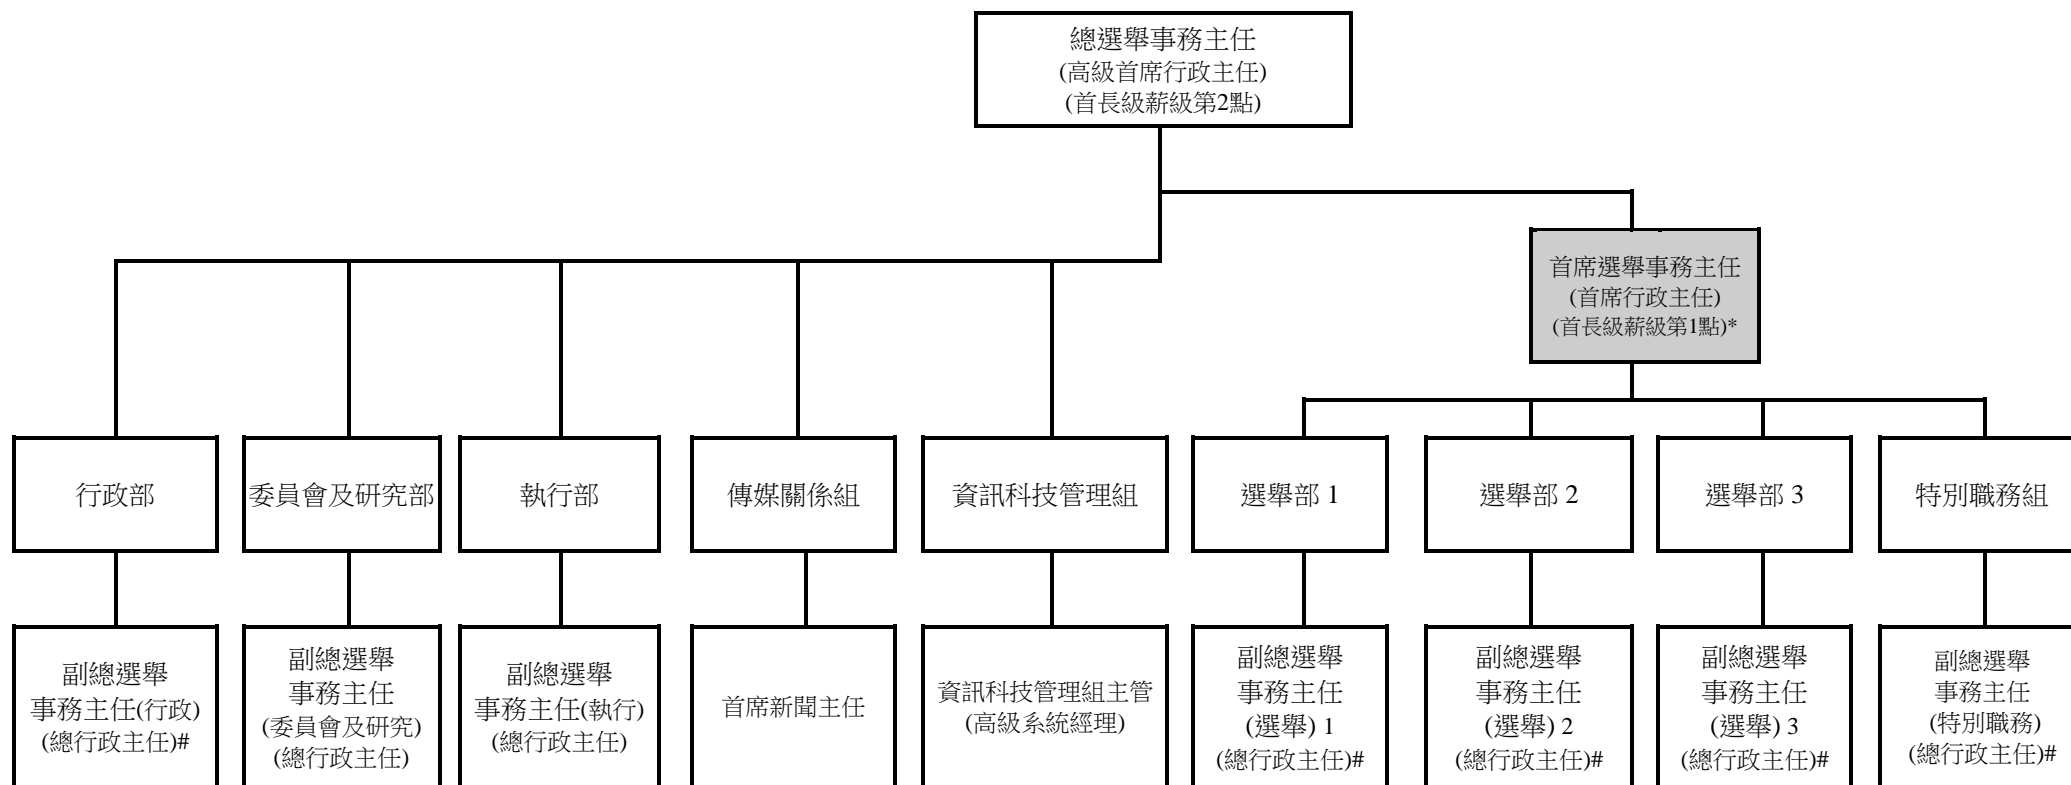 總選舉事務主任
(高級首席行政主任)
(首長級薪級第2點)
首席選舉事務主任
(首席行政主任)
(首長級薪級第1點)*
行政部
委員會及研究部
執行部
傳媒關係組
資訊科技管理組
選舉部 1
選舉部 2
選舉部 3
特別職務組
副總選舉
事務主任(行政)
(總行政主任)#
副總選舉
事務主任
(委員會及研究)
(總行政主任)
副總選舉
事務主任(執行)
(總行政主任)
首席新聞主任
資訊科技管理組主管
(高級系統經理)
副總選舉
事務主任
(選舉) 1
(總行政主任)#
副總選舉
事務主任
(選舉) 2
(總行政主任)#
副總選舉
事務主任
(選舉) 3
(總行政主任)#
副總選舉
事務主任
(特別職務)
(總行政主任)#